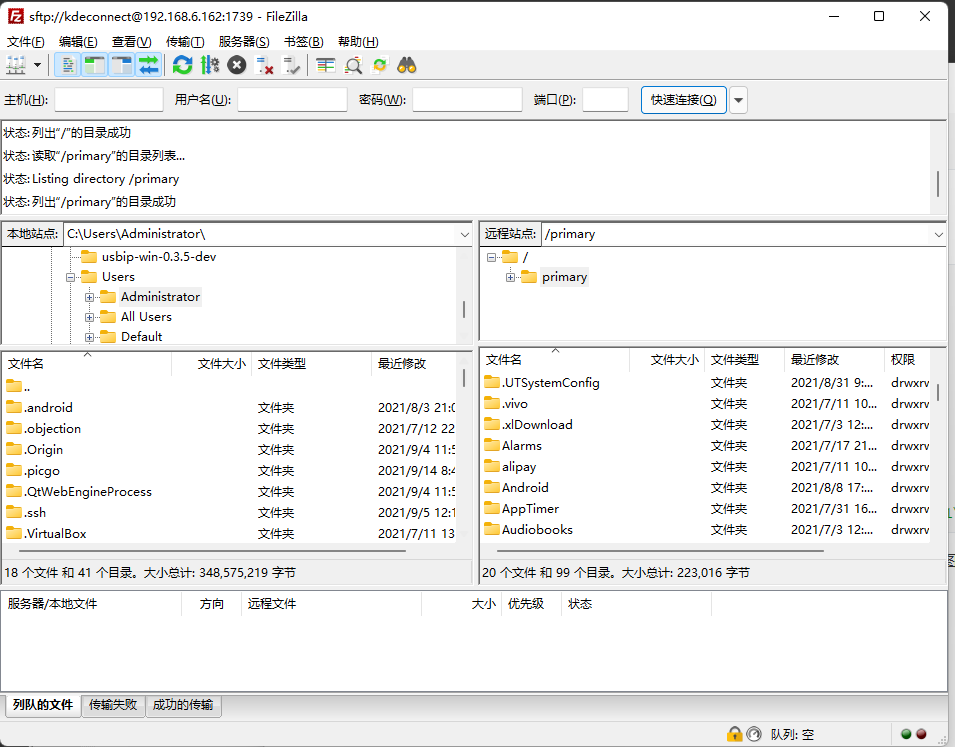 sftp://kdeconnect@192.168.6.162:1739 - FileZilla
文件(F) 编辑(E) 查看(V) 传输(T) 服务器(S) 书签(B) 帮助(H)
主机(H): 用户名(U): 密码(W): 端口(P): 快速连接(Q)
状态: 列出“/”的目录成功
状态: 读取“/primary”的目录列表...
状态: Listing directory /primary
状态: 列出“/primary”的目录成功
本地站点: C:\Users\Administrator\
usbip-win-0.3.5-dev
Users
Administrator
All Users
Default
文件名 文件大小 文件类型 最近修改
..
.android 文件夹 2021/8/3 21:0
.objection 文件夹 2021/7/12 22
.Origin 文件夹 2021/9/4 11:5
.picgo 文件夹 2021/9/14 8:4
.QtWebEngineProcess 文件夹 2021/9/4 11:5
.ssh 文件夹 2021/9/5 12:1
.VirtualBox 文件夹 2021/7/11 13
18 个文件 和 41 个目录。大小总计: 348,575,219 字节
远程站点: /primary
/
primary
文件名 文件大小 文件类型 最近修改 权限
.UTSystemConfig 文件夹 2021/8/31 9:... drwxrw
.vivo 文件夹 2021/7/11 10... drwxrw
.xlDownload 文件夹 2021/7/3 12:... drwxrw
Alarms 文件夹 2021/7/17 21... drwxrw
alipay 文件夹 2021/7/11 10... drwxrw
Android 文件夹 2021/8/8 17:... drwxrw
AppTimer 文件夹 2021/7/31 16... drwxrw
Audiobooks 文件夹 2021/7/3 12:... drwxrw
20 个文件 和 99 个目录。大小总计: 223,016 字节
服务器/本地文件 方向 远程文件 大小 优先级 状态
列队的文件 传输失败 成功的传输
队列: 空